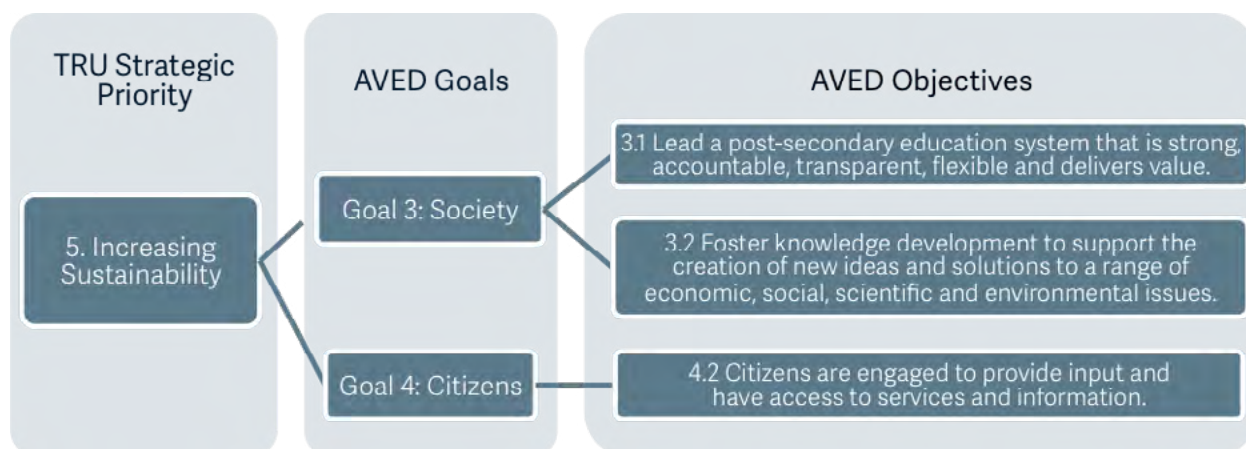 TRU Strategic
Priority
AVED Goals
AVED Objectives
5. Increasing
Sustainability
Goal 3: Society
3.1 Lead a post-secondary education system that is strong,
accountable, transparent, flexible and delivers value.
3.2 Foster knowledge development to support the
creation of new ideas and solutions to a range of
economic, social, scientific and environmental issues.
Goal 4: Citizens
4.2 Citizens are engaged to provide input and
have access to services and information.